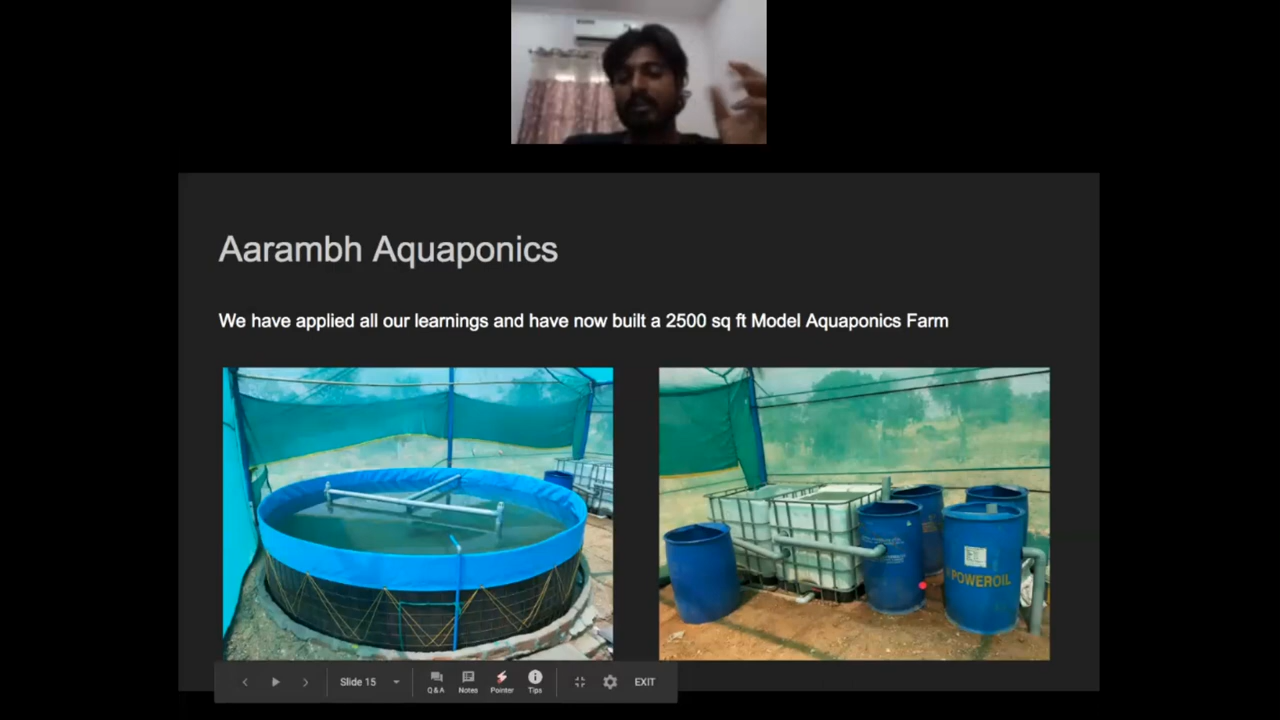 Aarambh Aquaponics
We have applied all our learnings and have now built a 2500 sq ft Model Aquaponics Farm
POWEROIL
Slide 15
Q&A
Notes
Pointer
Tips
EXIT